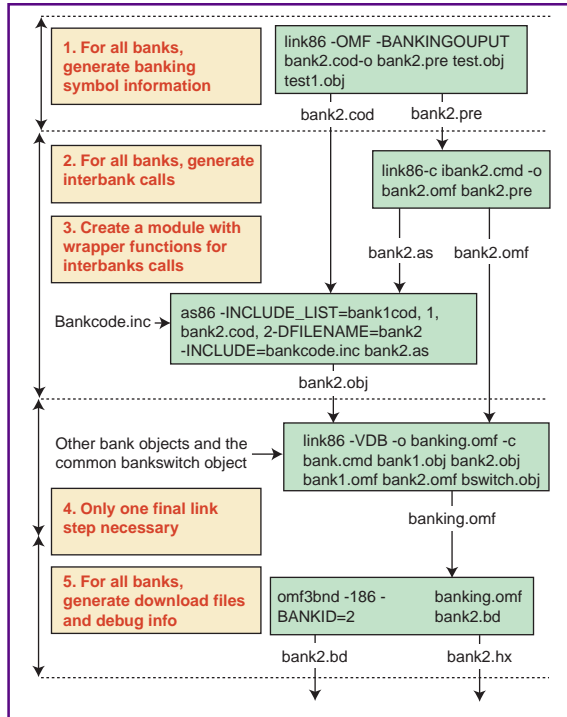 1. For all banks,
generate banking
symbol information
link86 -OMF -BANKINGOUPUT
bank2.cod-o bank2.pre test.obj
test1.obj
bank2.cod
bank2.pre
2. For all banks, generate
interbank calls
link86-c ibank2.cmd -o
bank2.omf bank2.pre
3. Create a module with
wrapper functions for
interbanks calls
bank2.as
bank2.omf
Bankcode.inc
as86 -INCLUDE_LIST=bank1cod, 1,
bank2.cod, 2-DFILENAME=bank2
-INCLUDE=bankcode.inc bank2.as
bank2.obj
Other bank objects and the
common bankswitch object
link86 -VDB -o banking.omf -c
bank.cmd bank1.obj bank2.obj
bank1.omf bank2.omf bswitch.obj
4. Only one final link
step necessary
banking.omf
5. For all banks,
generate download files
and debug info
omf3bnd -186 - banking.omf
BANKID=2 bank2.bd
bank2.bd
bank2.hx